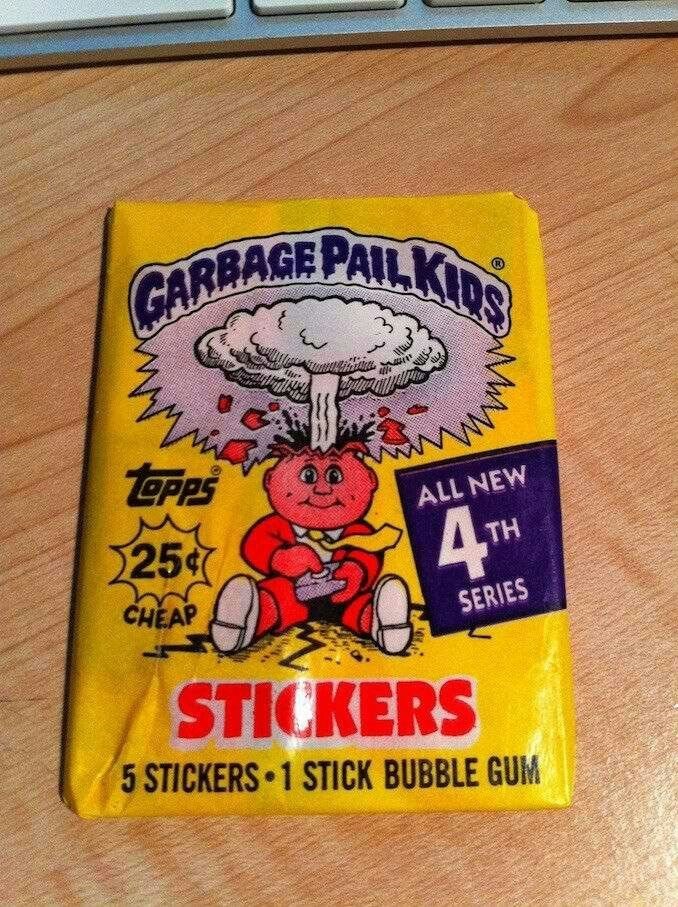 GARBAGE PAIL KIDS ®
TOPPS®
25¢
CHEAP
ALL NEW
4TH
SERIES
STICKERS
5 STICKERS • 1 STICK BUBBLE GUM